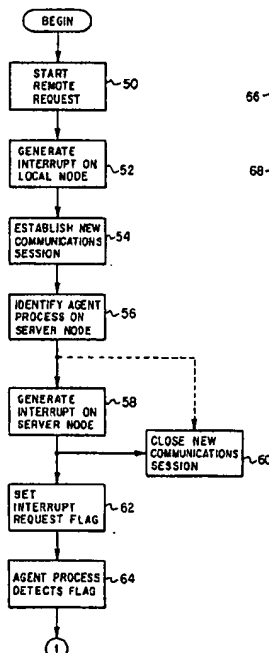 BEGIN
START
REMOTE
REQUEST
50
66
GENERATE
INTERRUPT ON
LOCAL NODE
52
68
ESTABLISH NEW
COMMUNICATIONS
SESSION
54
IDENTIFY AGENT
PROCESS ON
SERVER NODE
56
GENERATE
INTERRUPT ON
SERVER NODE
58
CLOSE NEW
COMMUNICATIONS
SESSION
60
SET
INTERRUPT
REQUEST FLAG
62
AGENT PROCESS
DETECTS FLAG
64
1